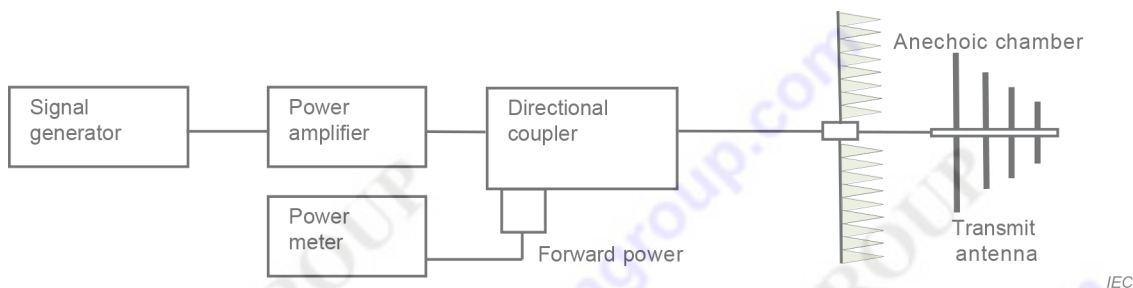 Anechoic chamber
Signal
generator
Power
amplifier
Directional
coupler
Power
meter
Forward power
Transmit
antenna
IEC